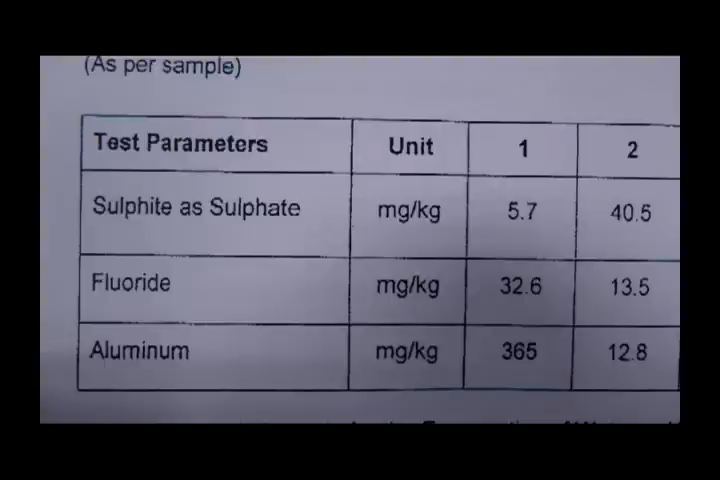 (As per sample)
Test Parameters Unit 1 2
Sulphite as Sulphate mg/kg 5.7 40.5
Fluoride mg/kg 32.6 13.5
Aluminum mg/kg 365 12.8